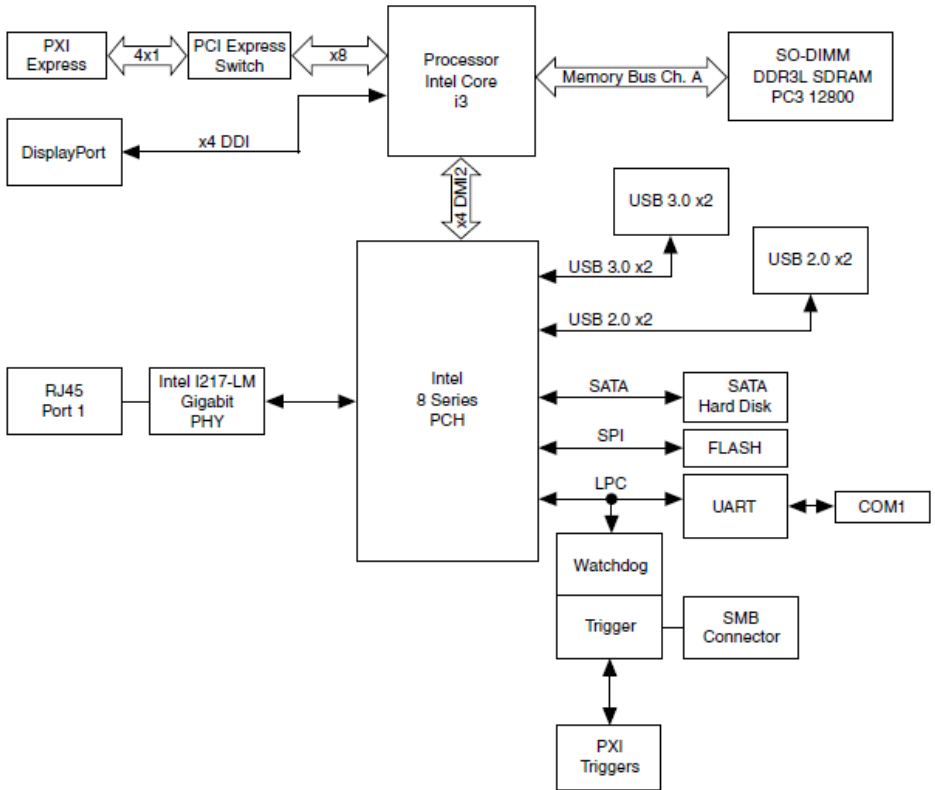 PXI
Express
4x1
PCI Express
Switch
x8
Processor
Intel Core
i3
Memory Bus Ch. A
SO-DIMM
DDR3L SDRAM
PC3 12800
DisplayPort
x4 DDI
x4 DMI2
USB 3.0 x2
USB 2.0 x2
USB 3.0 x2
USB 2.0 x2
RJ45
Port 1
Intel I217-LM
Gigabit
PHY
Intel
8 Series
PCH
SATA
SATA
Hard Disk
SPI
FLASH
LPC
UART
COM1
Watchdog
Trigger
SMB
Connector
PXI
Triggers